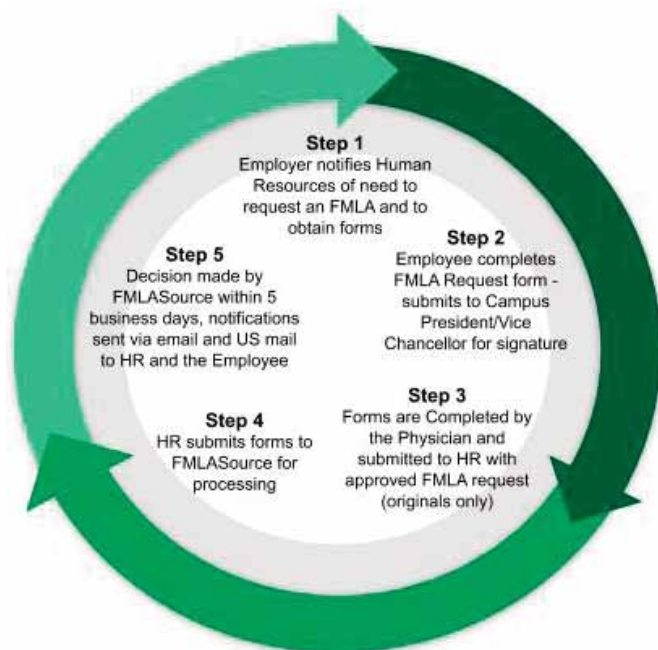 Step 1
Employer notifies Human
Resources of need to
request an FMLA and to
obtain forms
Step 2
Employee completes
FMLA Request form -
submits to Campus
President/Vice
Chancellor for signature
Step 3
Forms are Completed by
the Physician and
submitted to HR with
approved FMLA request
(originals only)
Step 4
HR submits forms to
FMLASource for
processing
Step 5
Decision made by
FMLASource within 5
business days, notifications
sent via email and US mail
to HR and the Employee